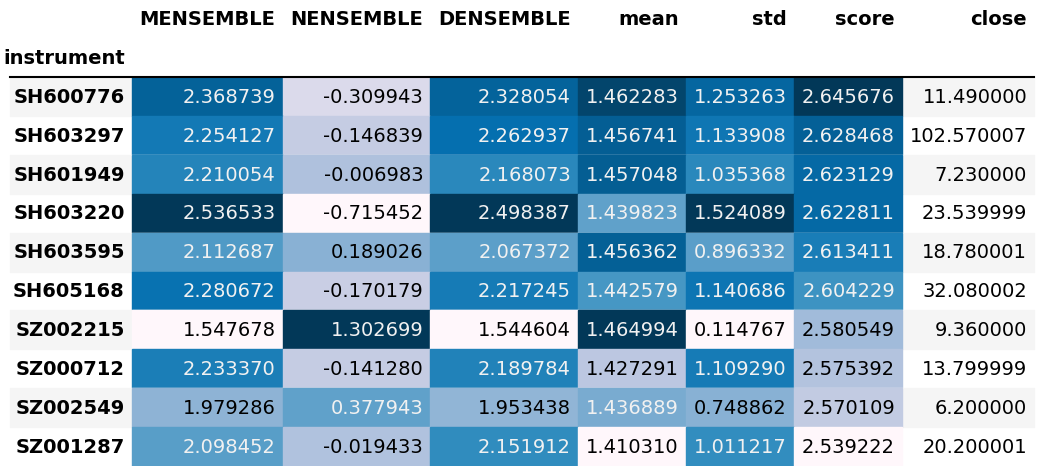 MENSEMBLE NENSEMBLE DENSEMBLE mean std score close
instrument
SH600776 2.368739 -0.309943 2.328054 1.462283 1.253263 2.645676 11.490000
SH603297 2.254127 -0.146839 2.262937 1.456741 1.133908 2.628468 102.570007
SH601949 2.210054 -0.006983 2.168073 1.457048 1.035368 2.623129 7.230000
SH603220 2.536533 -0.715452 2.498387 1.439823 1.524089 2.622811 23.539999
SH603595 2.112687 0.189026 2.067372 1.456362 0.896332 2.613411 18.780001
SH605168 2.280672 -0.170179 2.217245 1.442579 1.140686 2.604229 32.080002
SZ002215 1.547678 1.302699 1.544604 1.464994 0.114767 2.580549 9.360000
SZ000712 2.233370 -0.141280 2.189784 1.427291 1.109290 2.575392 13.799999
SZ002549 1.979286 0.377943 1.953438 1.436889 0.748862 2.570109 6.200000
SZ001287 2.098452 -0.019433 2.151912 1.410310 1.011217 2.539222 20.200001